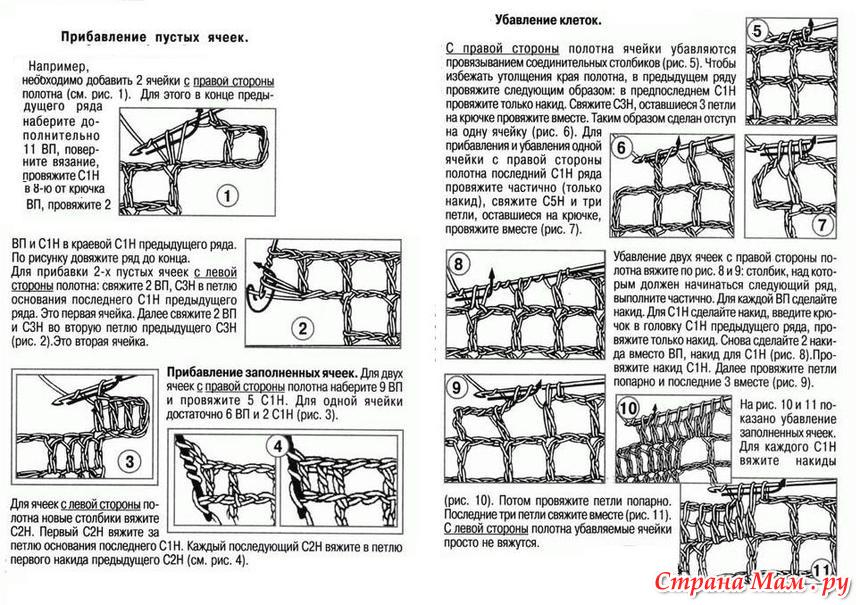 Прибавление пустых ячеек.
Например,
необходимо добавить 2 ячейки с правой стороны
полотна (см. рис. 1). Для этого в конце преды-
дущего ряда
наберите до-
полнительно
11 ВП, повер-
ните вязание,
провяжите С1Н
в 8-ю от крючка
ВП, провяжите 2
1
ВП и С1Н в краевой С1Н предыдущего ряда.
По рисунку довяжите ряд до конца.
Для прибавки 2-х пустых ячеек с левой
стороны полотна: свяжите 2 ВП, С3Н в петлю
основания последнего С1Н предыдущего
ряда. Это первая ячейка. Далее свяжите 2 ВП
и С3Н во вторую петлю предыдущего С3Н
(рис. 2).Это вторая ячейка.
2
Прибавление заполненных ячеек. Для двух
ячеек с правой стороны полотна наберите 9 ВП
и провяжите 5 С1Н. Для одной ячейки
достаточно 6 ВП и 2 С1Н (рис. 3).
3
4
Для ячеек с левой стороны по-
лотна новые столбики вяжите
С2Н. Первый С2Н вяжите за
петлю основания последнего С1Н. Каждый последующий С2Н вяжите в петлю
первого накида предыдущего С2Н (см. рис. 4).
Убавление клеток.
С правой стороны полотна ячейки убавляются
провязыванием соединительных столбиков (рис. 5). Чтобы
избежать утолщения края полотна, в предыдущем ряду
провяжите следующим образом: в предпоследнем С1Н
провяжите только накид. Свяжите С3Н, оставшиеся 3 петли
на крючке провяжите вместе. Таким образом сделан отступ
на одну ячейку (рис. 6). Для
прибавления и убавления одной
ячейки с правой стороны
полотна последний С1Н ряда
провяжите частично (только
накид), свяжите С5Н и три
петли, оставшиеся на крючке,
провяжите вместе (рис. 7).
5
6
7
8
Убавление двух ячеек с правой стороны по-
лотна вяжите по рис. 8 и 9: столбик, над кото-
рым должен начинаться следующий ряд,
выполните частично. Для каждой ВП сделайте
накид. Для С1Н сделайте накид, введите крю-
чок в головку С1Н предыдущего ряда, про-
вяжите только накид. Снова сделайте 2 наки-
да вместо ВП, накид для С1Н (рис. 8).Про-
вяжите накид С1Н. Далее провяжите петли
попарно и последние 3 вместе (рис. 9).
9
10
На рис. 10 и 11 по-
казано убавление
заполненных ячеек.
Для каждого С1Н
вяжите накиды
(рис. 10). Потом провяжите петли попарно.
Последние три петли свяжите вместе (рис. 11).
С левой стороны полотна убавляемые ячейки
просто не вяжутся.
11
Страна Мам.ру